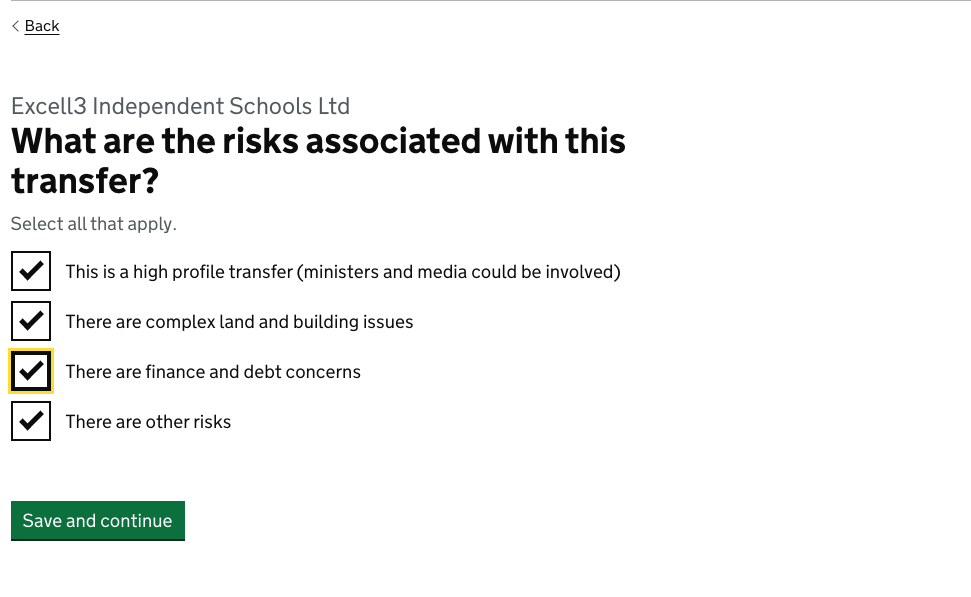 Back
Excell3 Independent Schools Ltd
What are the risks associated with this
transfer?
Select all that apply.
This is a high profile transfer (ministers and media could be involved)
There are complex land and building issues
There are finance and debt concerns
There are other risks
Save and continue